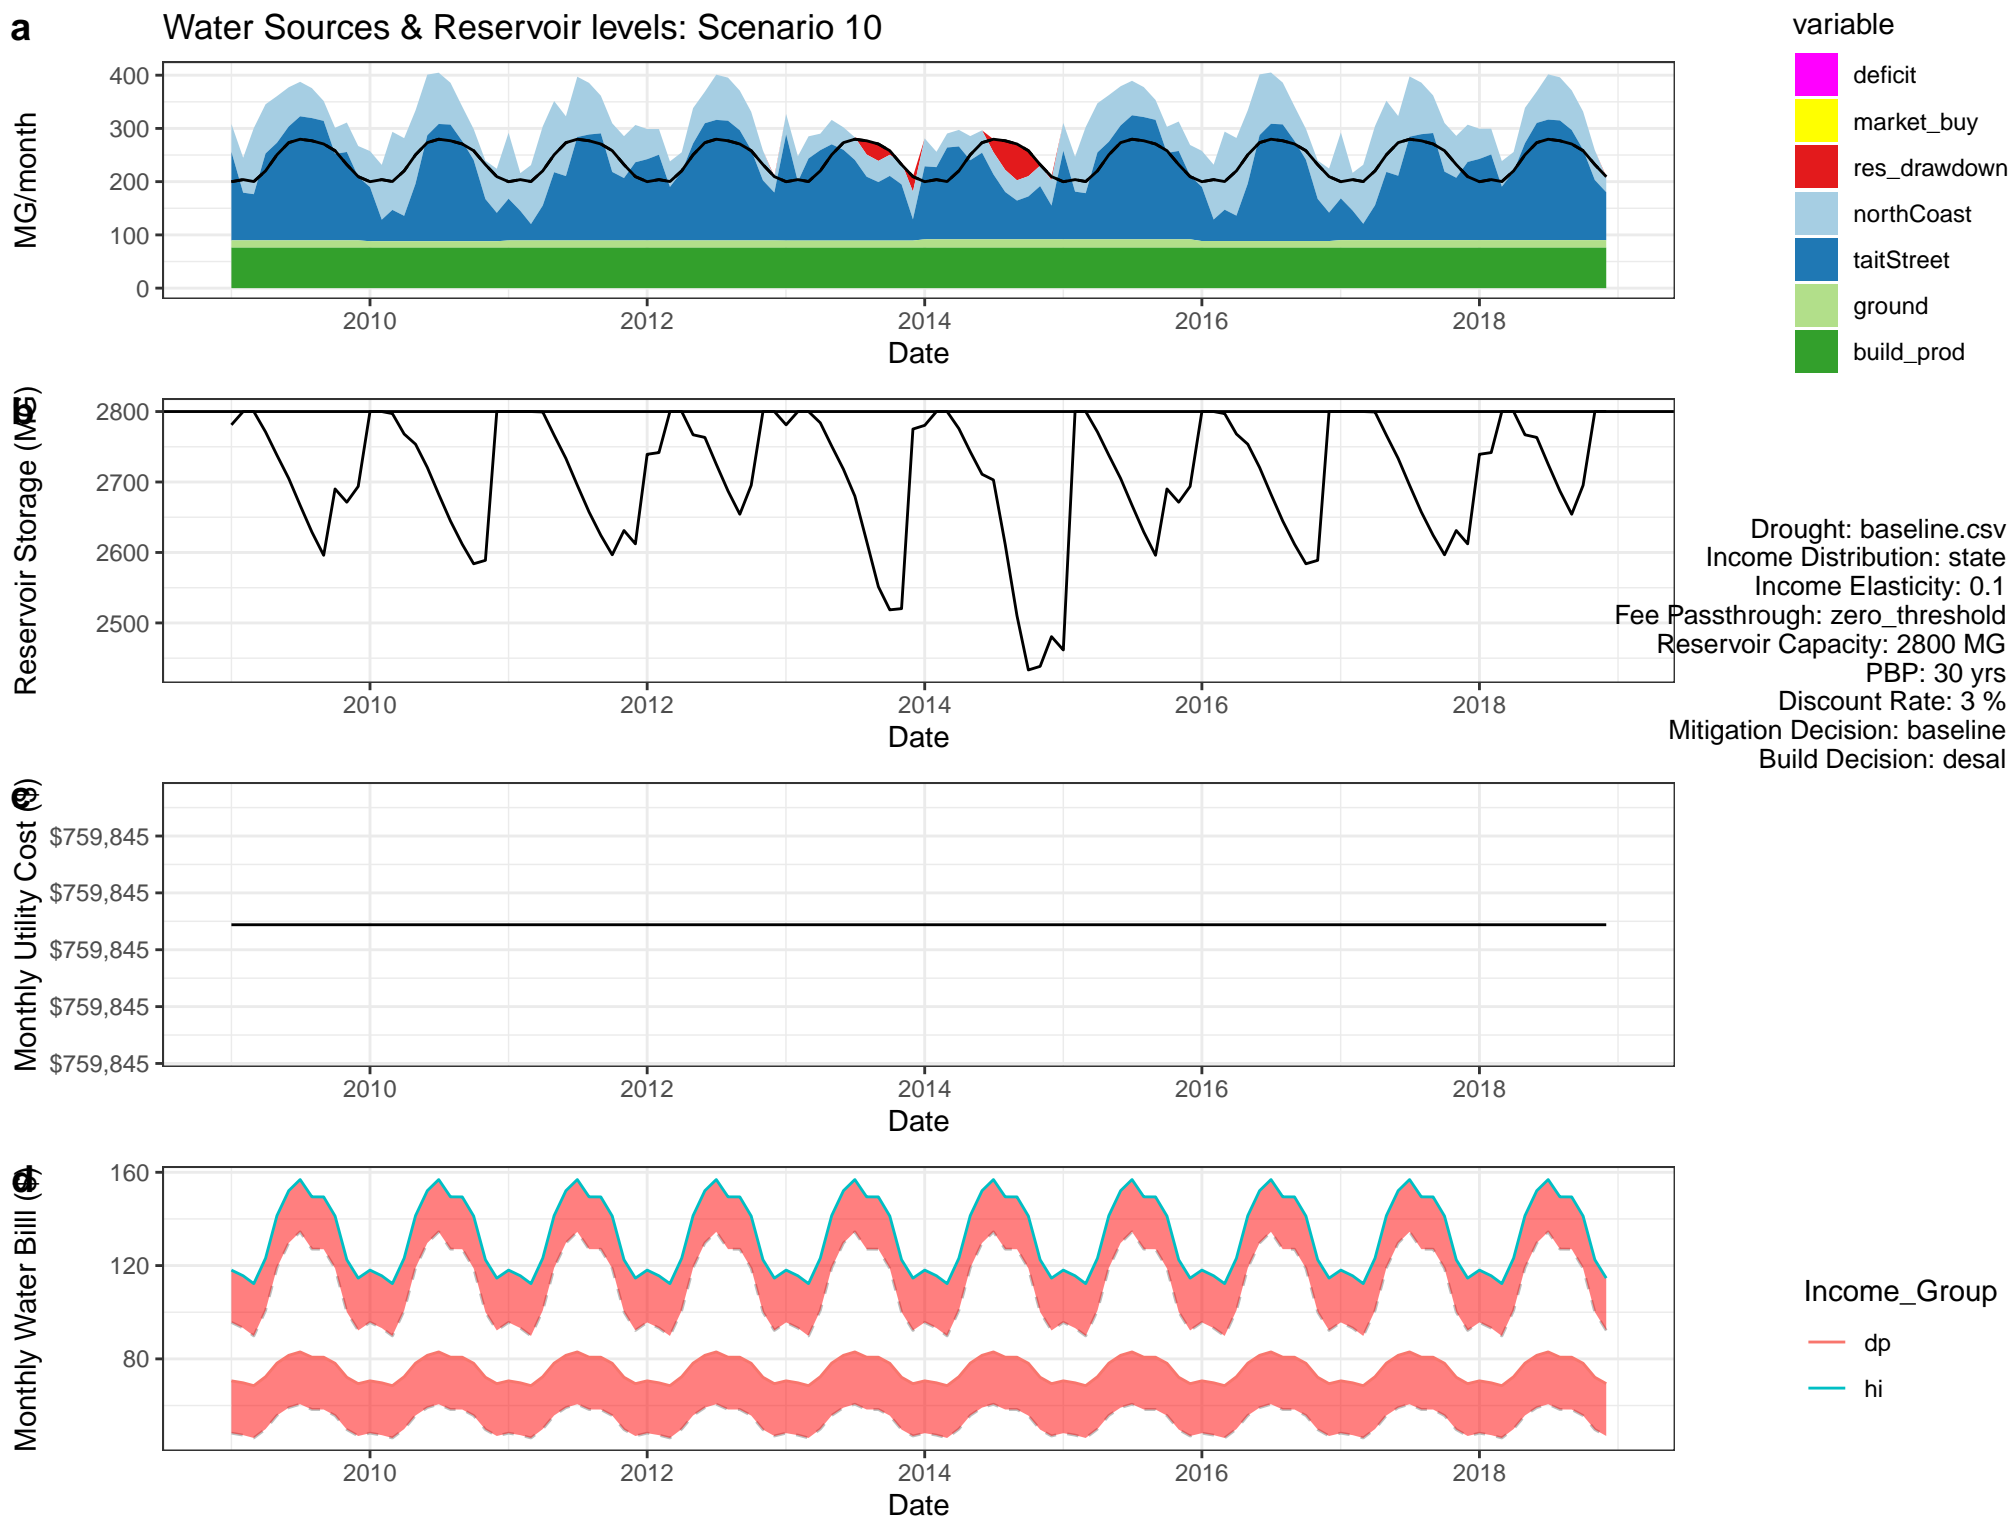 a
Water Sources & Reservoir levels: Scenario 10
MG/month
400
300
200
100
0
2010
2012
2014
2016
2018
Date
variable
deficit
market_buy
res_drawdown
northCoast
taitStreet
ground
build_prod
b
Reservoir Storage (MG)
2800
2700
2600
2500
2010
2012
2014
2016
2018
Date
Drought: baseline.csv
Income Distribution: state
Income Elasticity: 0.1
Fee Passthrough: zero_threshold
Reservoir Capacity: 2800 MG
PBP: 30 yrs
Discount Rate: 3 %
Mitigation Decision: baseline
Build Decision: desal
c
Monthly Utility Cost ($)
$759,845
$759,845
$759,845
$759,845
$759,845
2010
2012
2014
2016
2018
Date
d
Monthly Water Bill ($)
160
120
80
2010
2012
2014
2016
2018
Date
Income_Group
dp
hi